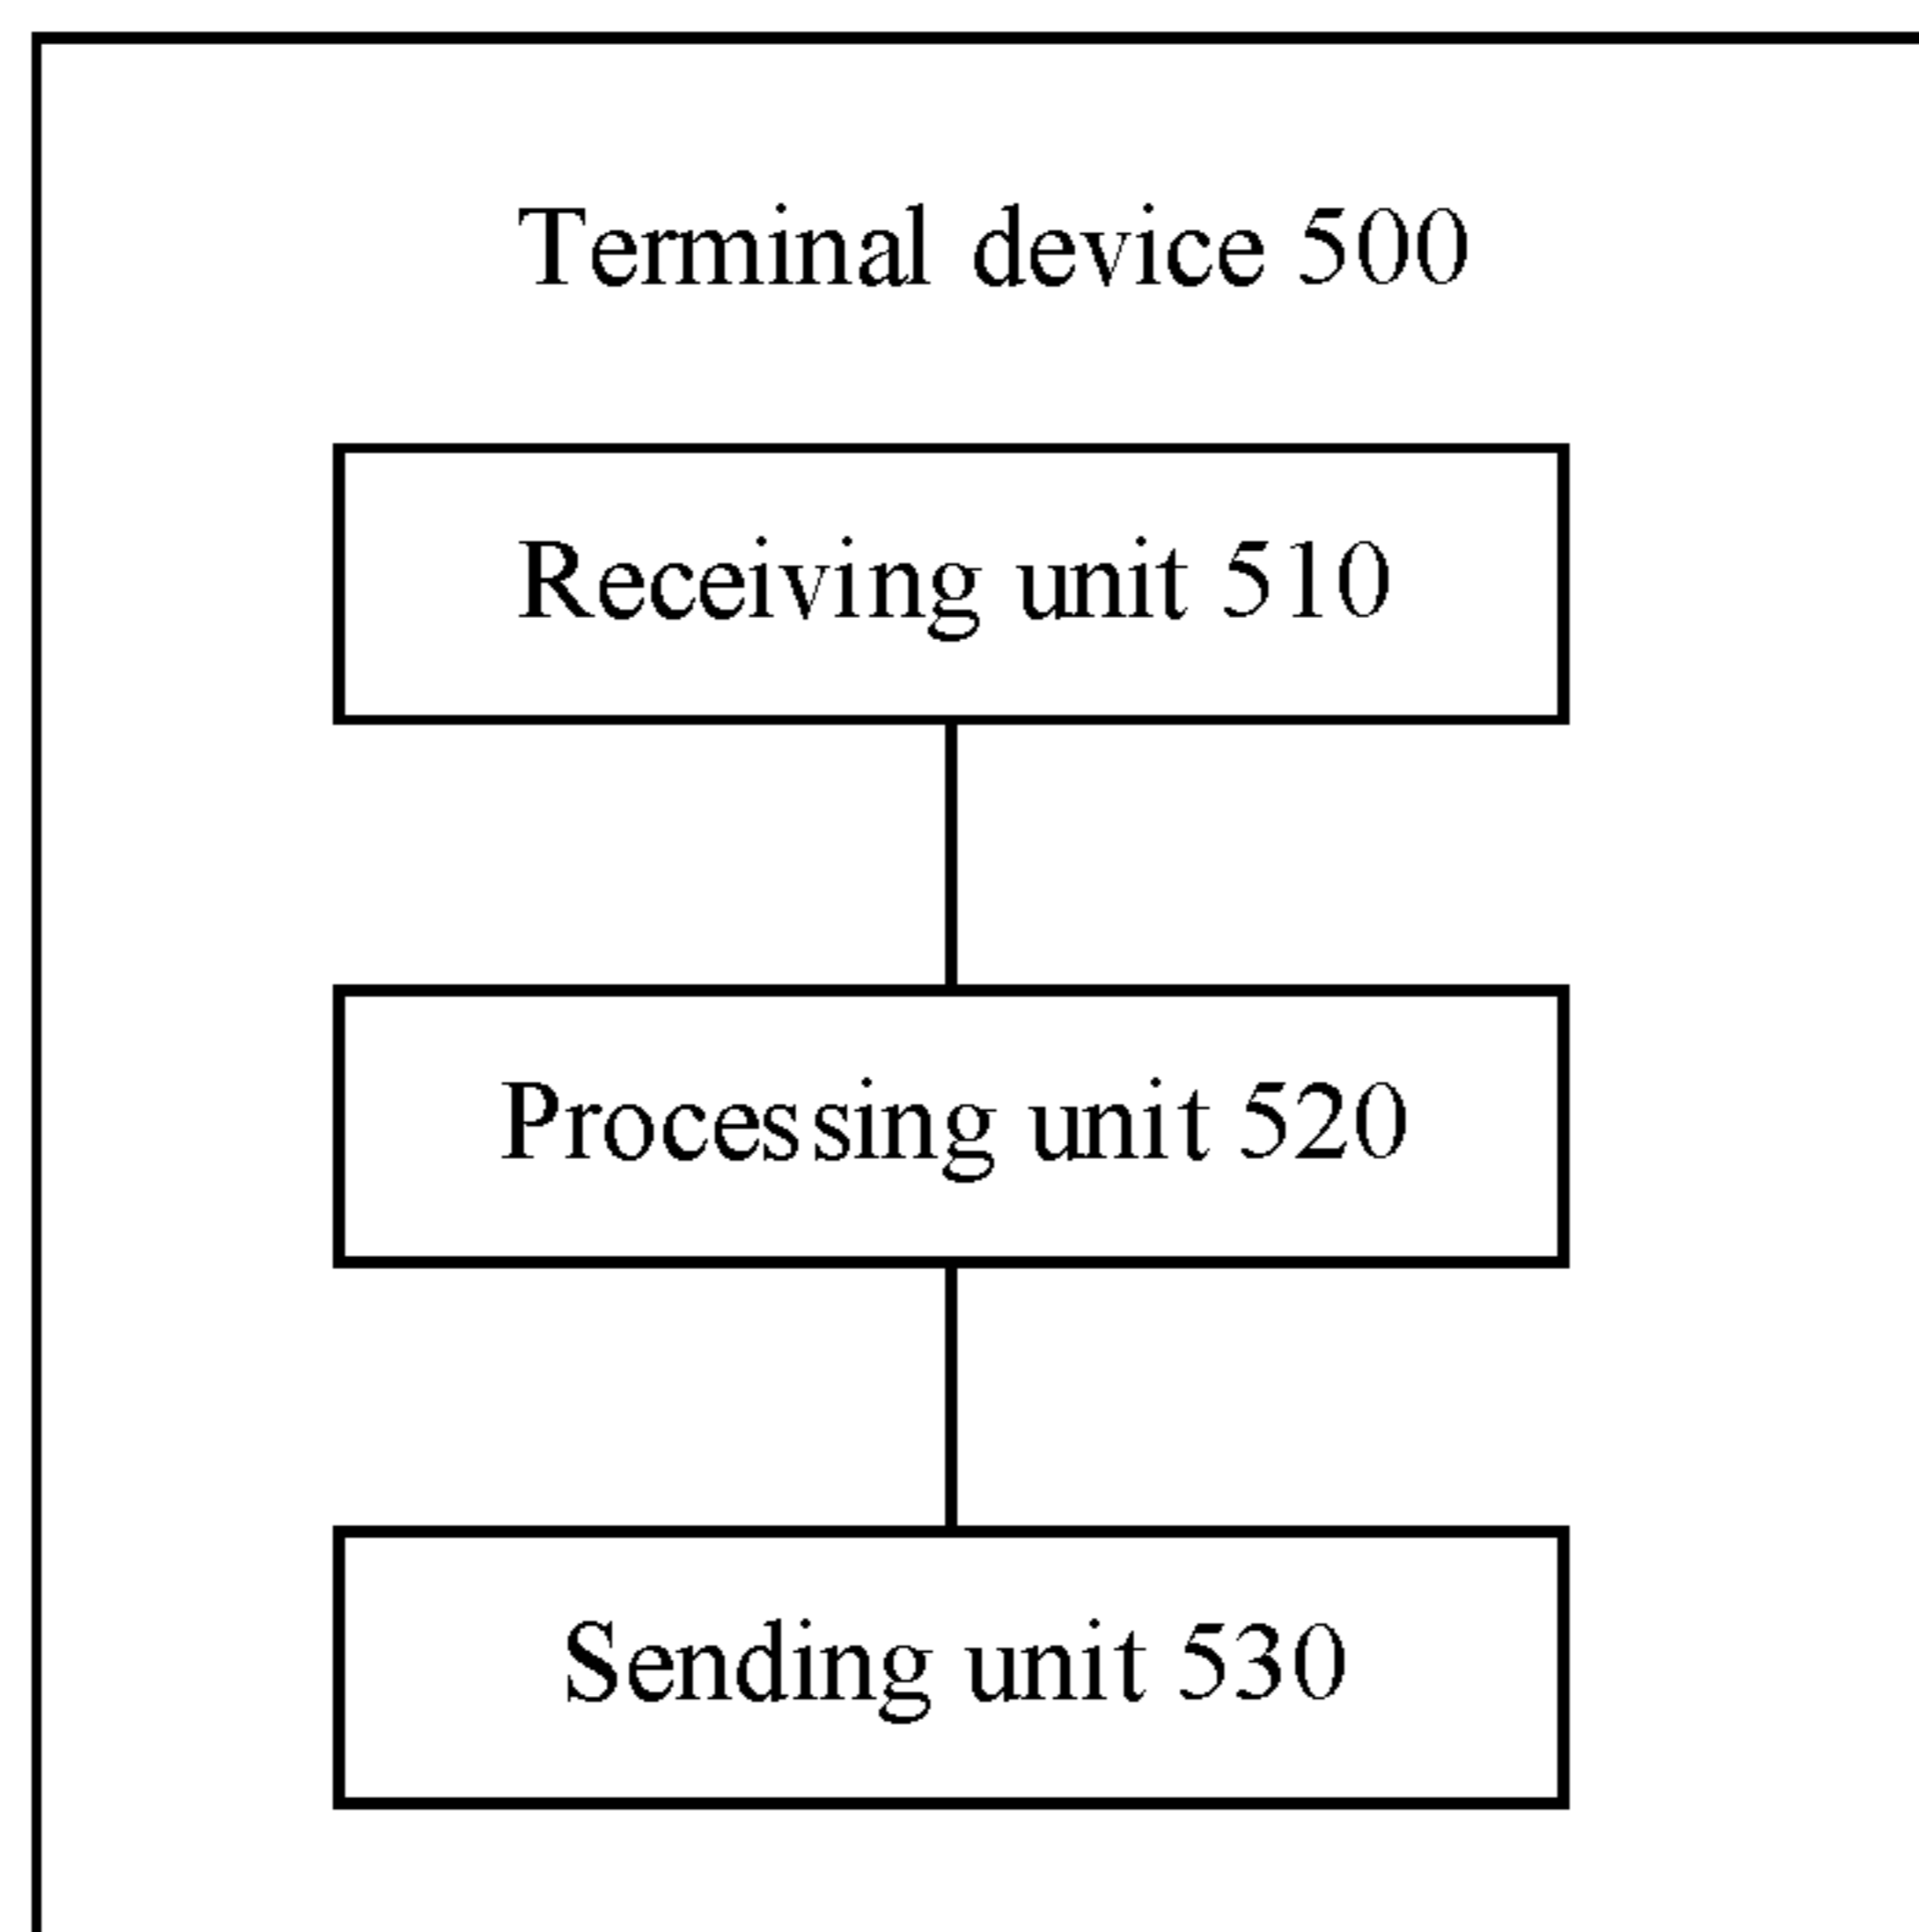 Terminal device 500
Receiving unit 510
Processing unit 520
Sending unit 530